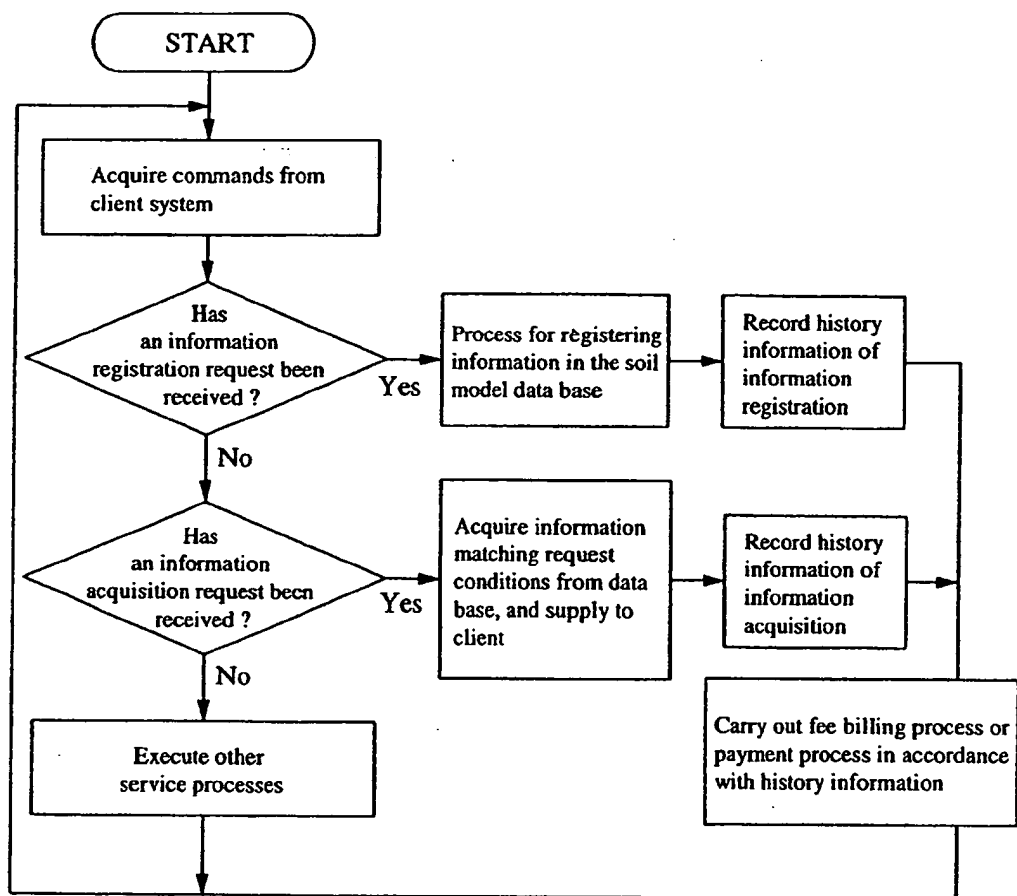 START
Acquire commands from
client system
Has
an information
registration request been
received ?
Yes
Process for registering
information in the soil
model data base
Record history
information of
information
registration
No
Has
an information
acquisition request been
received ?
Yes
Acquire information
matching request
conditions from data
base, and supply to
client
Record history
information of
information
acquisition
No
Execute other
service processes
Carry out fee billing process or
payment process in accordance
with history information